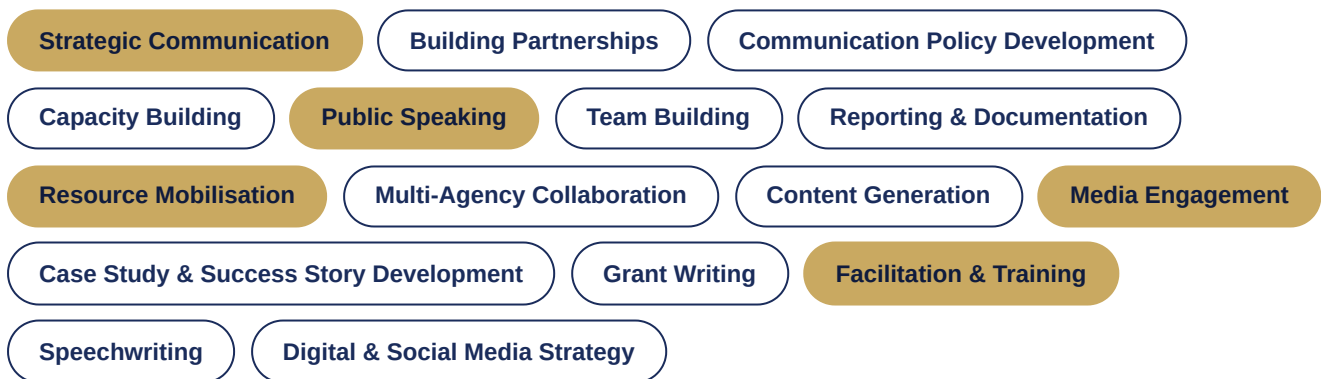 Strategic Communication Building Partnerships Communication Policy Development
Capacity Building Public Speaking Team Building Reporting & Documentation
Resource Mobilisation Multi-Agency Collaboration Content Generation Media Engagement
Case Study & Success Story Development Grant Writing Facilitation & Training
Speechwriting Digital & Social Media Strategy